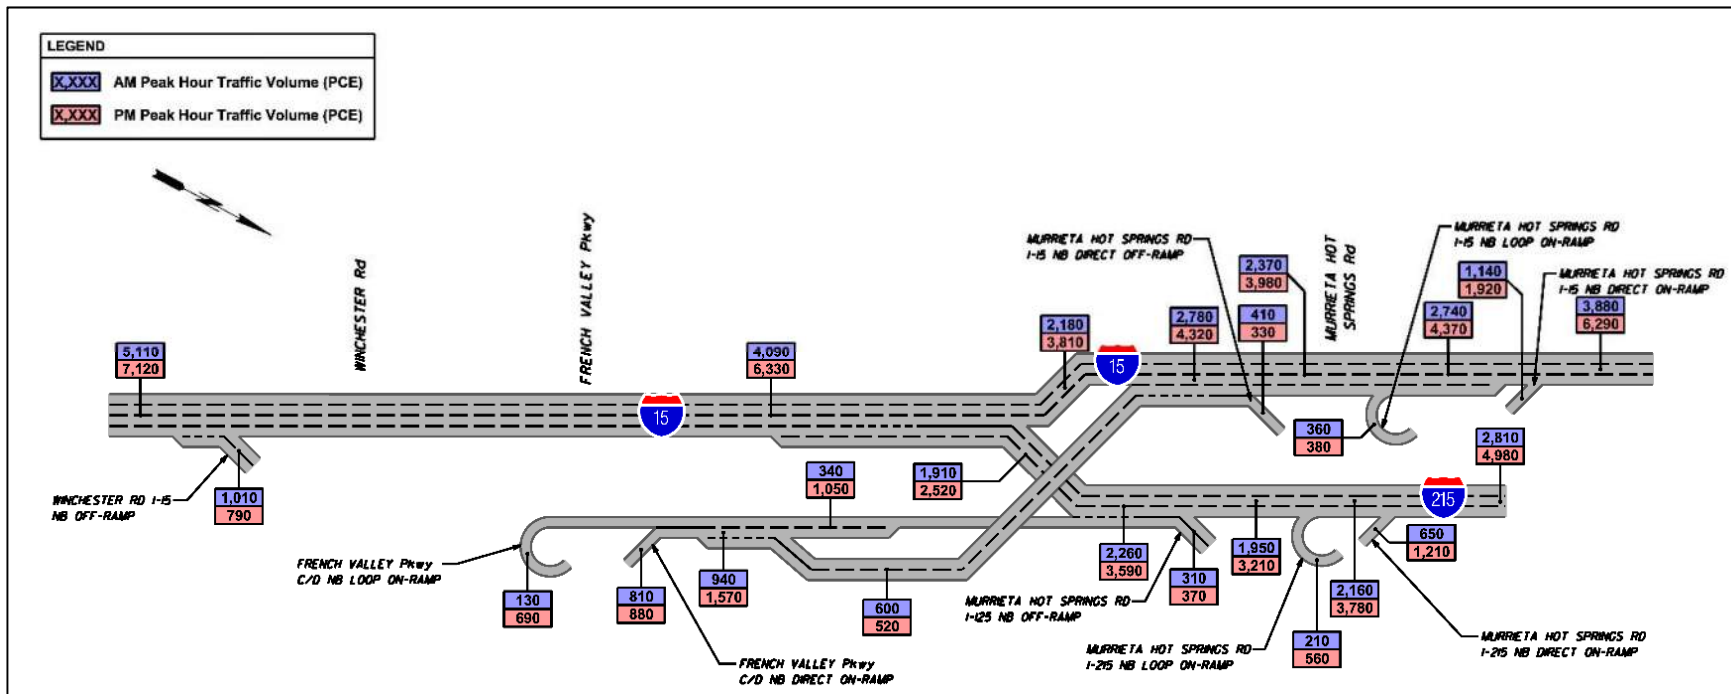 LEGEND
X,XXX AM Peak Hour Traffic Volume (PCE)
X,XXX PM Peak Hour Traffic Volume (PCE)
WINCHESTER Rd
FRENCH VALLEY Pkwy
MURRIETA HOT
SPRINGS Rd
MURRIETA HOT SPRINGS RD
I-15 NB DIRECT OFF-RAMP
MURRIETA HOT SPRINGS RD
I-15 NB LOOP ON-RAMP
MURRIETA HOT SPRINGS RD
I-15 NB DIRECT ON-RAMP
5,110
7,120
4,090
6,330
2,180
3,810
2,780
4,320
2,370
3,980
410
330
2,740
4,370
1,140
1,920
3,880
6,290
15
15
360
380
2,810
4,980
215
WINCHESTER RD I-15
NB OFF-RAMP
1,010
790
340
1,050
1,910
2,520
FRENCH VALLEY Pkwy
C/D NB LOOP ON-RAMP
130
690
810
880
940
1,570
600
520
2,260
3,590
310
370
1,950
3,210
2,160
3,780
650
1,210
210
560
FRENCH VALLEY Pkwy
C/D NB DIRECT ON-RAMP
MURRIETA HOT SPRINGS RD
I-125 NB OFF-RAMP
MURRIETA HOT SPRINGS RD
I-215 NB LOOP ON-RAMP
MURRIETA HOT SPRINGS RD
I-215 NB DIRECT ON-RAMP